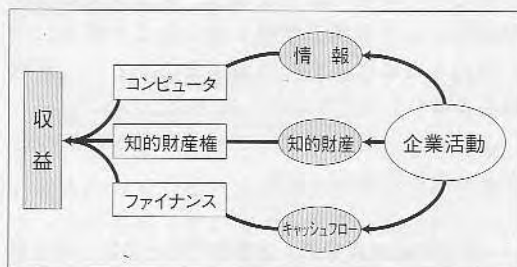 収益
コンピュータ
情報
知的財産権
知的財産
企業活動
ファイナンス
キャッシュフロー